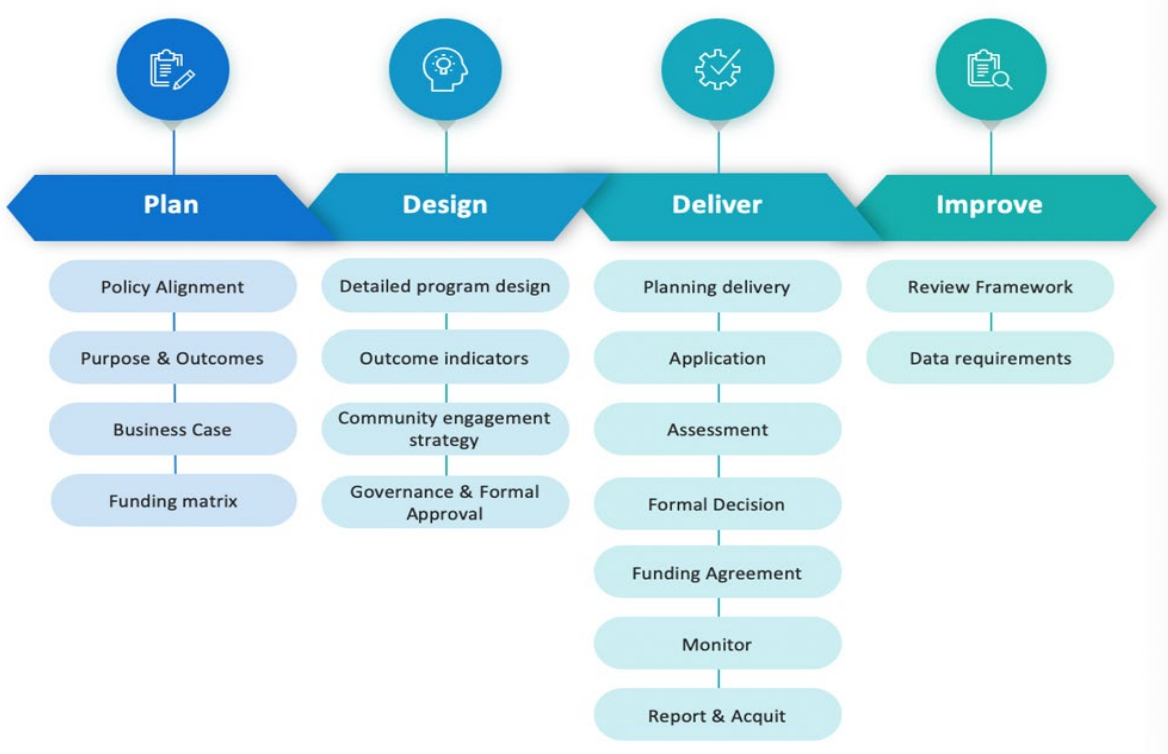 Plan
Policy Alignment
Purpose & Outcomes
Business Case
Funding matrix
Design
Detailed program design
Outcome indicators
Community engagement
strategy
Governance & Formal
Approval
Deliver
Planning delivery
Application
Assessment
Formal Decision
Funding Agreement
Monitor
Report & Acquit
Improve
Review Framework
Data requirements